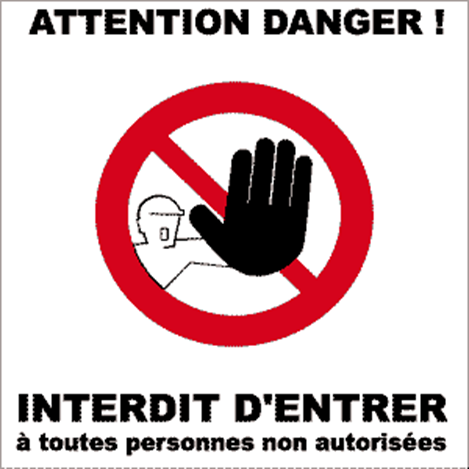 ATTENTION DANGER !
INTERDIT D'ENTRER
à toutes personnes non autorisées